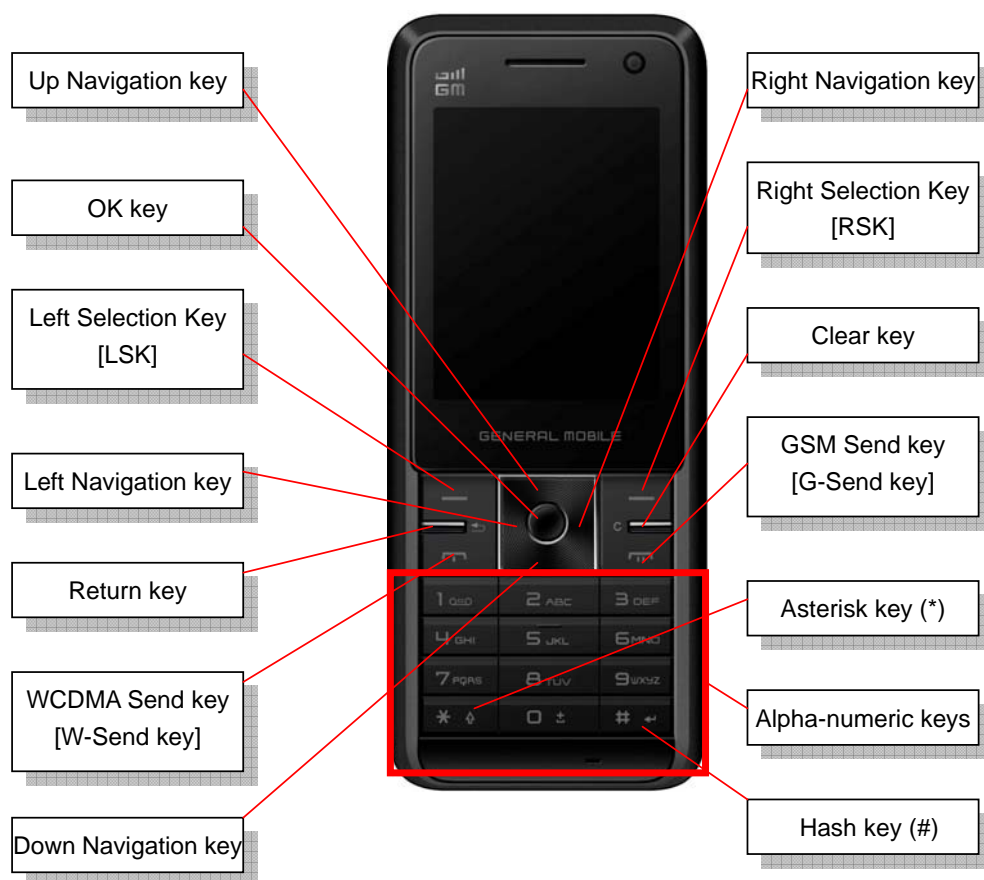 Up Navigation key
OK key
Left Selection Key
[LSK]
Left Navigation key
Return key
WCDMA Send key
[W-Send key]
Down Navigation key
GM
GENERAL MOBILE
C
1
2 ABC
3 DEF
4 GHI
5 JKL
6 MNO
7 PQRS
8 TUV
9 WXYZ
*
0 ±
#
Right Navigation key
Right Selection Key
[RSK]
Clear key
GSM Send key
[G-Send key]
Asterisk key (*)
Alpha-numeric keys
Hash key (#)